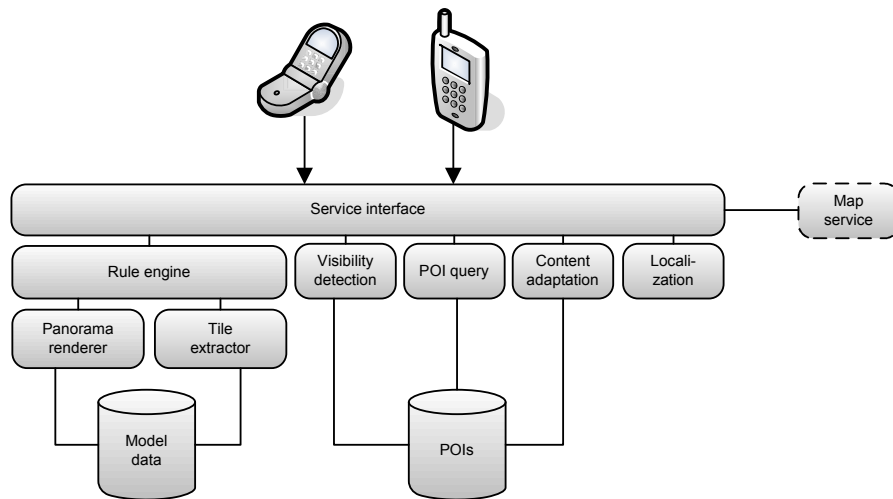 Service interface
Map
service
Rule engine
Visibility
detection
POI query
Content
adaptation
Locali-
zation
Panorama
renderer
Tile
extractor
Model
data
POIs